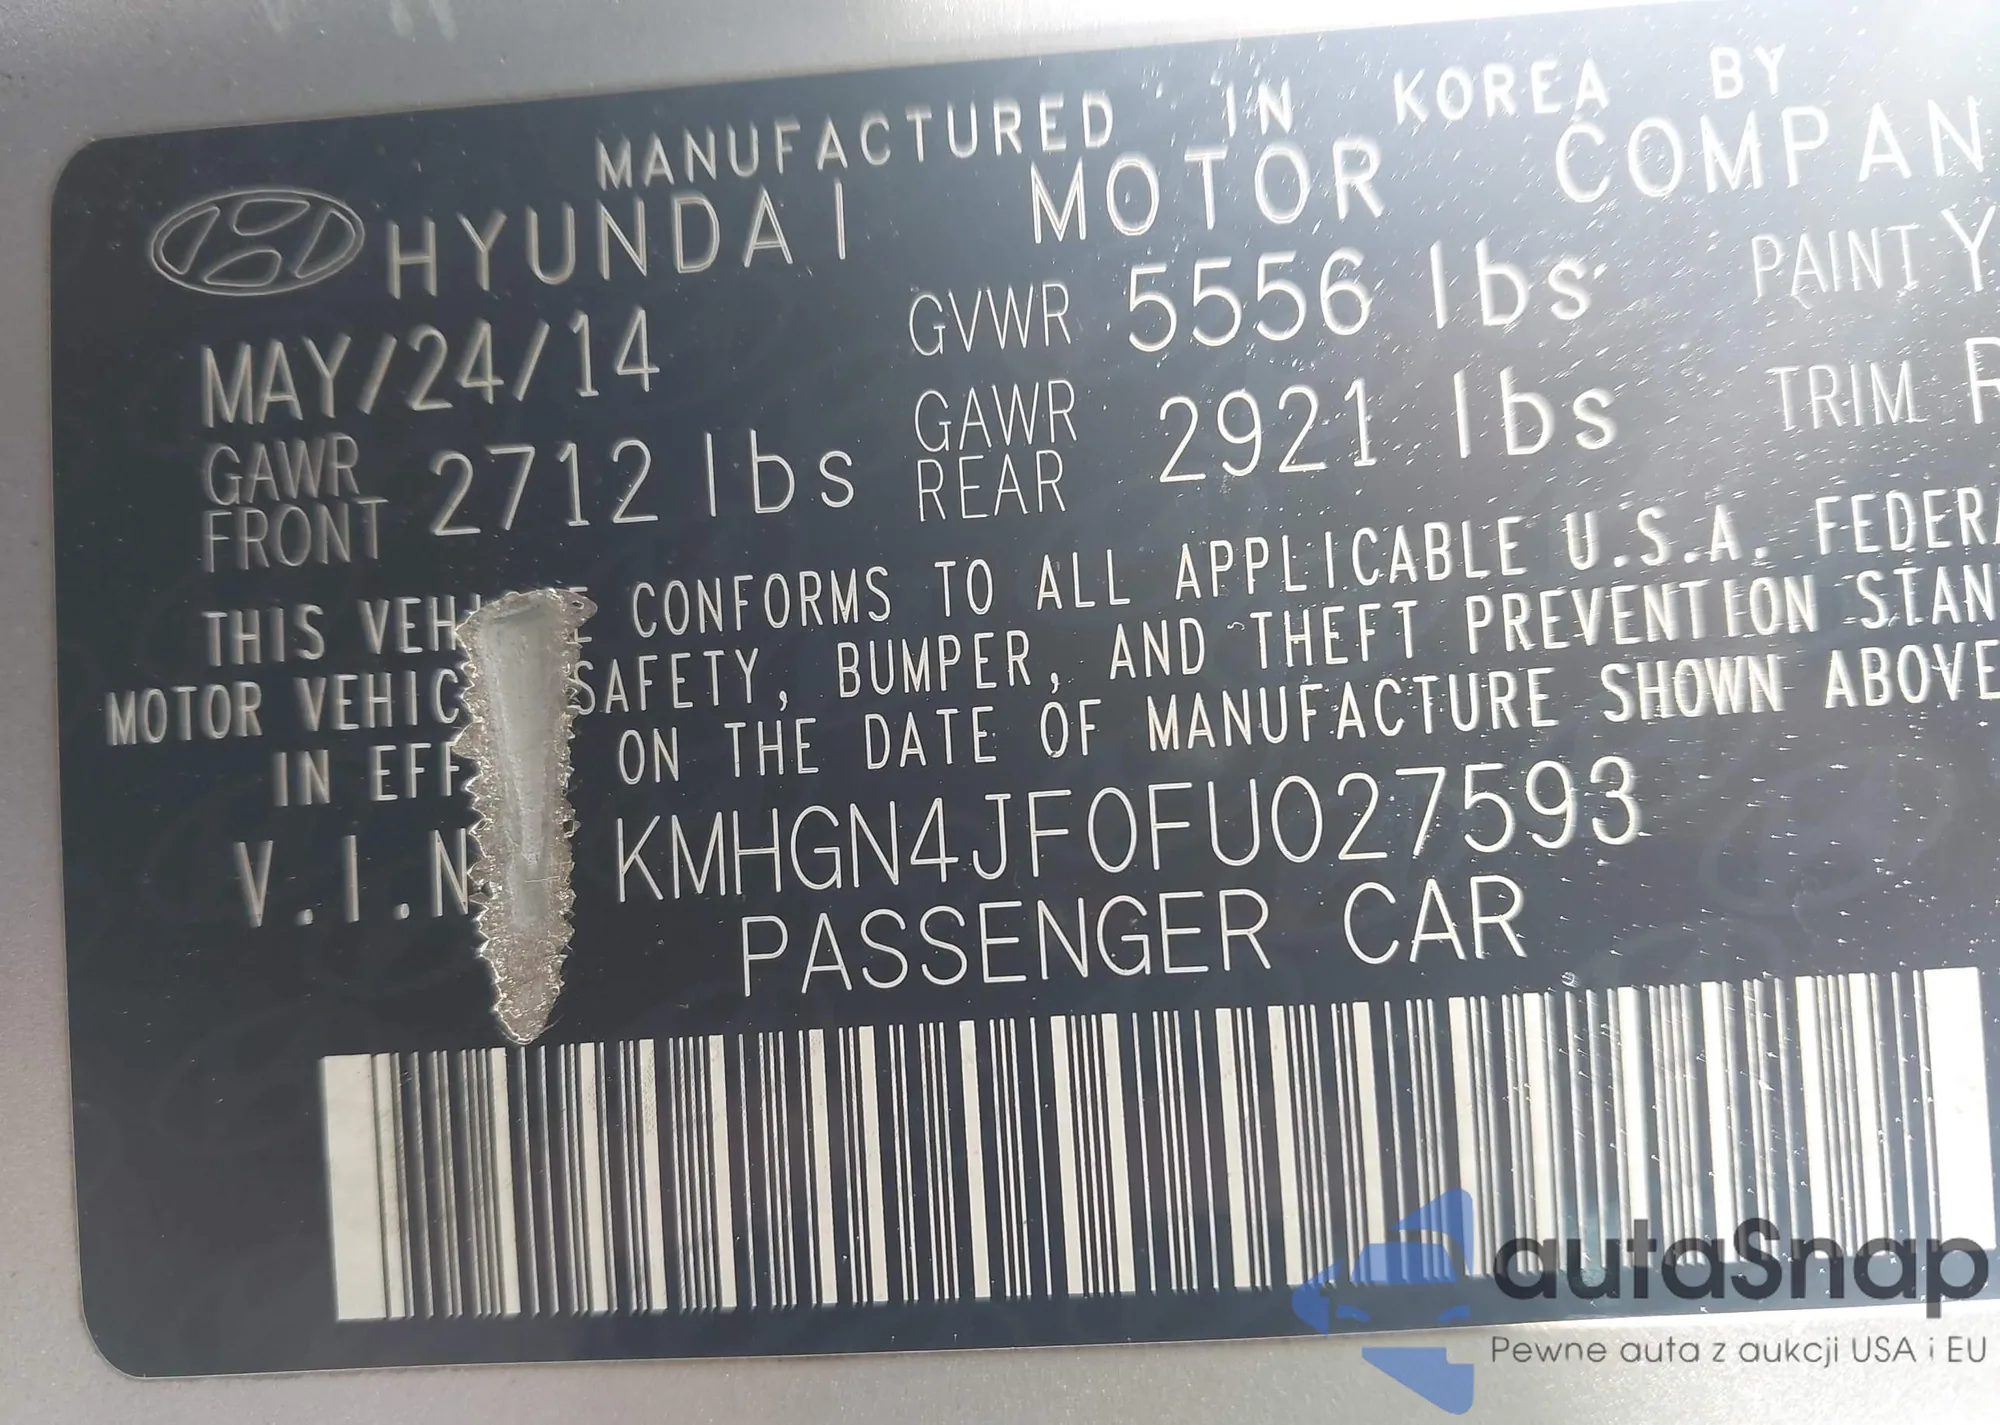 MANUFACTURED IN KOREA BY
HYUNDAI MOTOR COMPAN
MAY/24/14 GVWR 5556 lbs PAINT Y
GAWR FRONT 2712 lbs GAWR REAR 2921 lbs TRIM R
THIS VEH CONFORMS TO ALL APPLICABLE U.S.A. FEDERA
MOTOR VEHIC SAFETY, BUMPER, AND THEFT PREVENTION STAN
IN EFF ON THE DATE OF MANUFACTURE SHOWN ABOVE
V.I.N KMHGN4JF0FU027593
PASSENGER CAR
autaSnap
Pewne auta z aukcji USA i EU